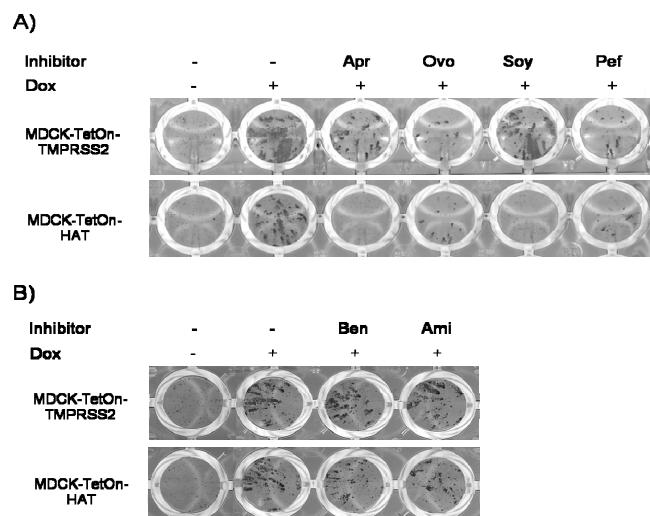 A)
Inhibitor - - Apr Ovo Soy Pef
Dox - + + + + +
MDCK-TetOn-
TMPRSS2
MDCK-TetOn-
HAT
B)
Inhibitor - - Ben Ami
Dox - + + +
MDCK-TetOn-
TMPRSS2
MDCK-TetOn-
HAT